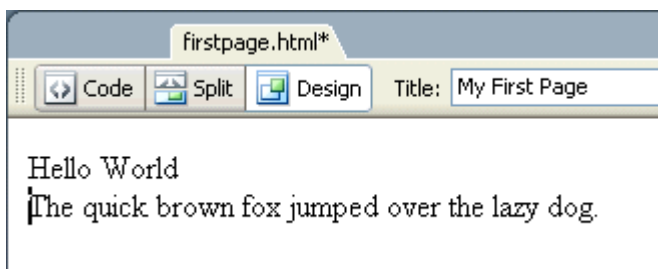 firstpage.html*
Code Split Design Title: My First Page
Hello World
The quick brown fox jumped over the lazy dog.